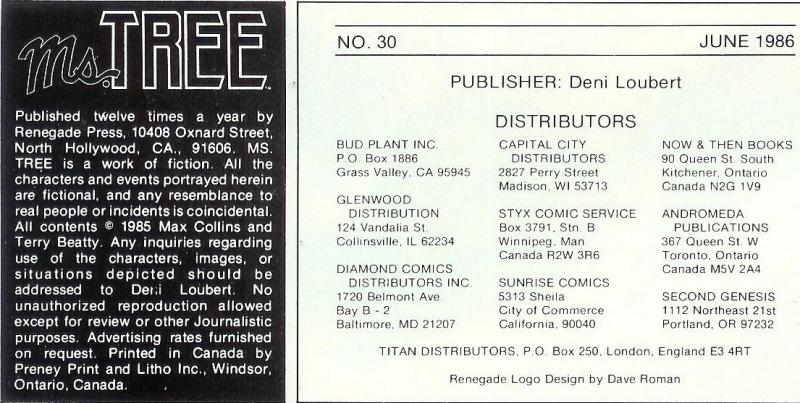 Ms. TREE™
Published twelve times a year by
Renegade Press, 10408 Oxnard Street,
North Hollywood, CA., 91606. MS.
TREE is a work of fiction. All the
characters and events portrayed herein
are fictional, and any resemblance to
real people or incidents is coincidental.
All contents © 1985 Max Collins and
Terry Beatty. Any inquiries regarding
use of the characters, images, or
situations depicted should be
addressed to Deni Loubert. No
unauthorized reproduction allowed
except for review or other Journalistic
purposes. Advertising rates furnished
on request. Printed in Canada by
Preney Print and Litho Inc., Windsor,
Ontario, Canada.
NO. 30 JUNE 1986
PUBLISHER: Deni Loubert
DISTRIBUTORS
BUD PLANT INC.
P.O. Box 1886
Grass Valley, CA 95945
GLENWOOD
DISTRIBUTION
124 Vandalia St.
Collinsville, IL 62234
DIAMOND COMICS
DISTRIBUTORS INC.
1720 Belmont Ave.
Bay B - 2
Baltimore, MD 21207
CAPITAL CITY
DISTRIBUTORS
2827 Perry Street
Madison, WI 53713
STYX COMIC SERVICE
Box 3791, Stn. B
Winnipeg, Man.
Canada R2W 3R6
SUNRISE COMICS
5313 Sheila
City of Commerce
California, 90040
NOW & THEN BOOKS
90 Queen St. South
Kitchener, Ontario
Canada N2G 1V9
ANDROMEDA
PUBLICATIONS
367 Queen St. W
Toronto, Ontario
Canada M5V 2A4
SECOND GENESIS
1112 Northeast 21st
Portland, OR 97232
TITAN DISTRIBUTORS, P.O. Box 250, London, England E3 4RT
Renegade Logo Design by Dave Roman